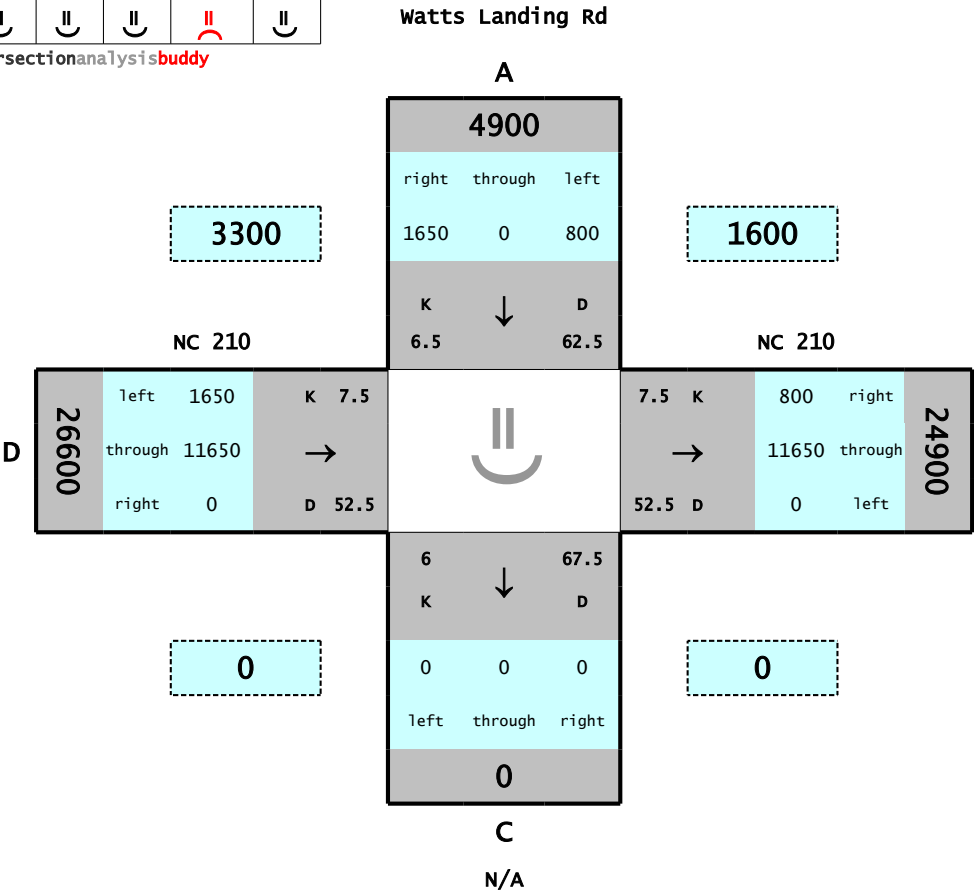 Watts Landing Rd
rsectionanalysisbuddy
A
4900
right through left
3300
1600
1650 0 800
K D
6.5 62.5
NC 210
NC 210
left 1650 K 7.5
7.5 K 800 right
D
26600
through 11650
11650 through
24900
right 0 D 52.5
52.5 D 0 left
6 67.5
K D
0
0
0 0 0
left through right
0
C
N/A